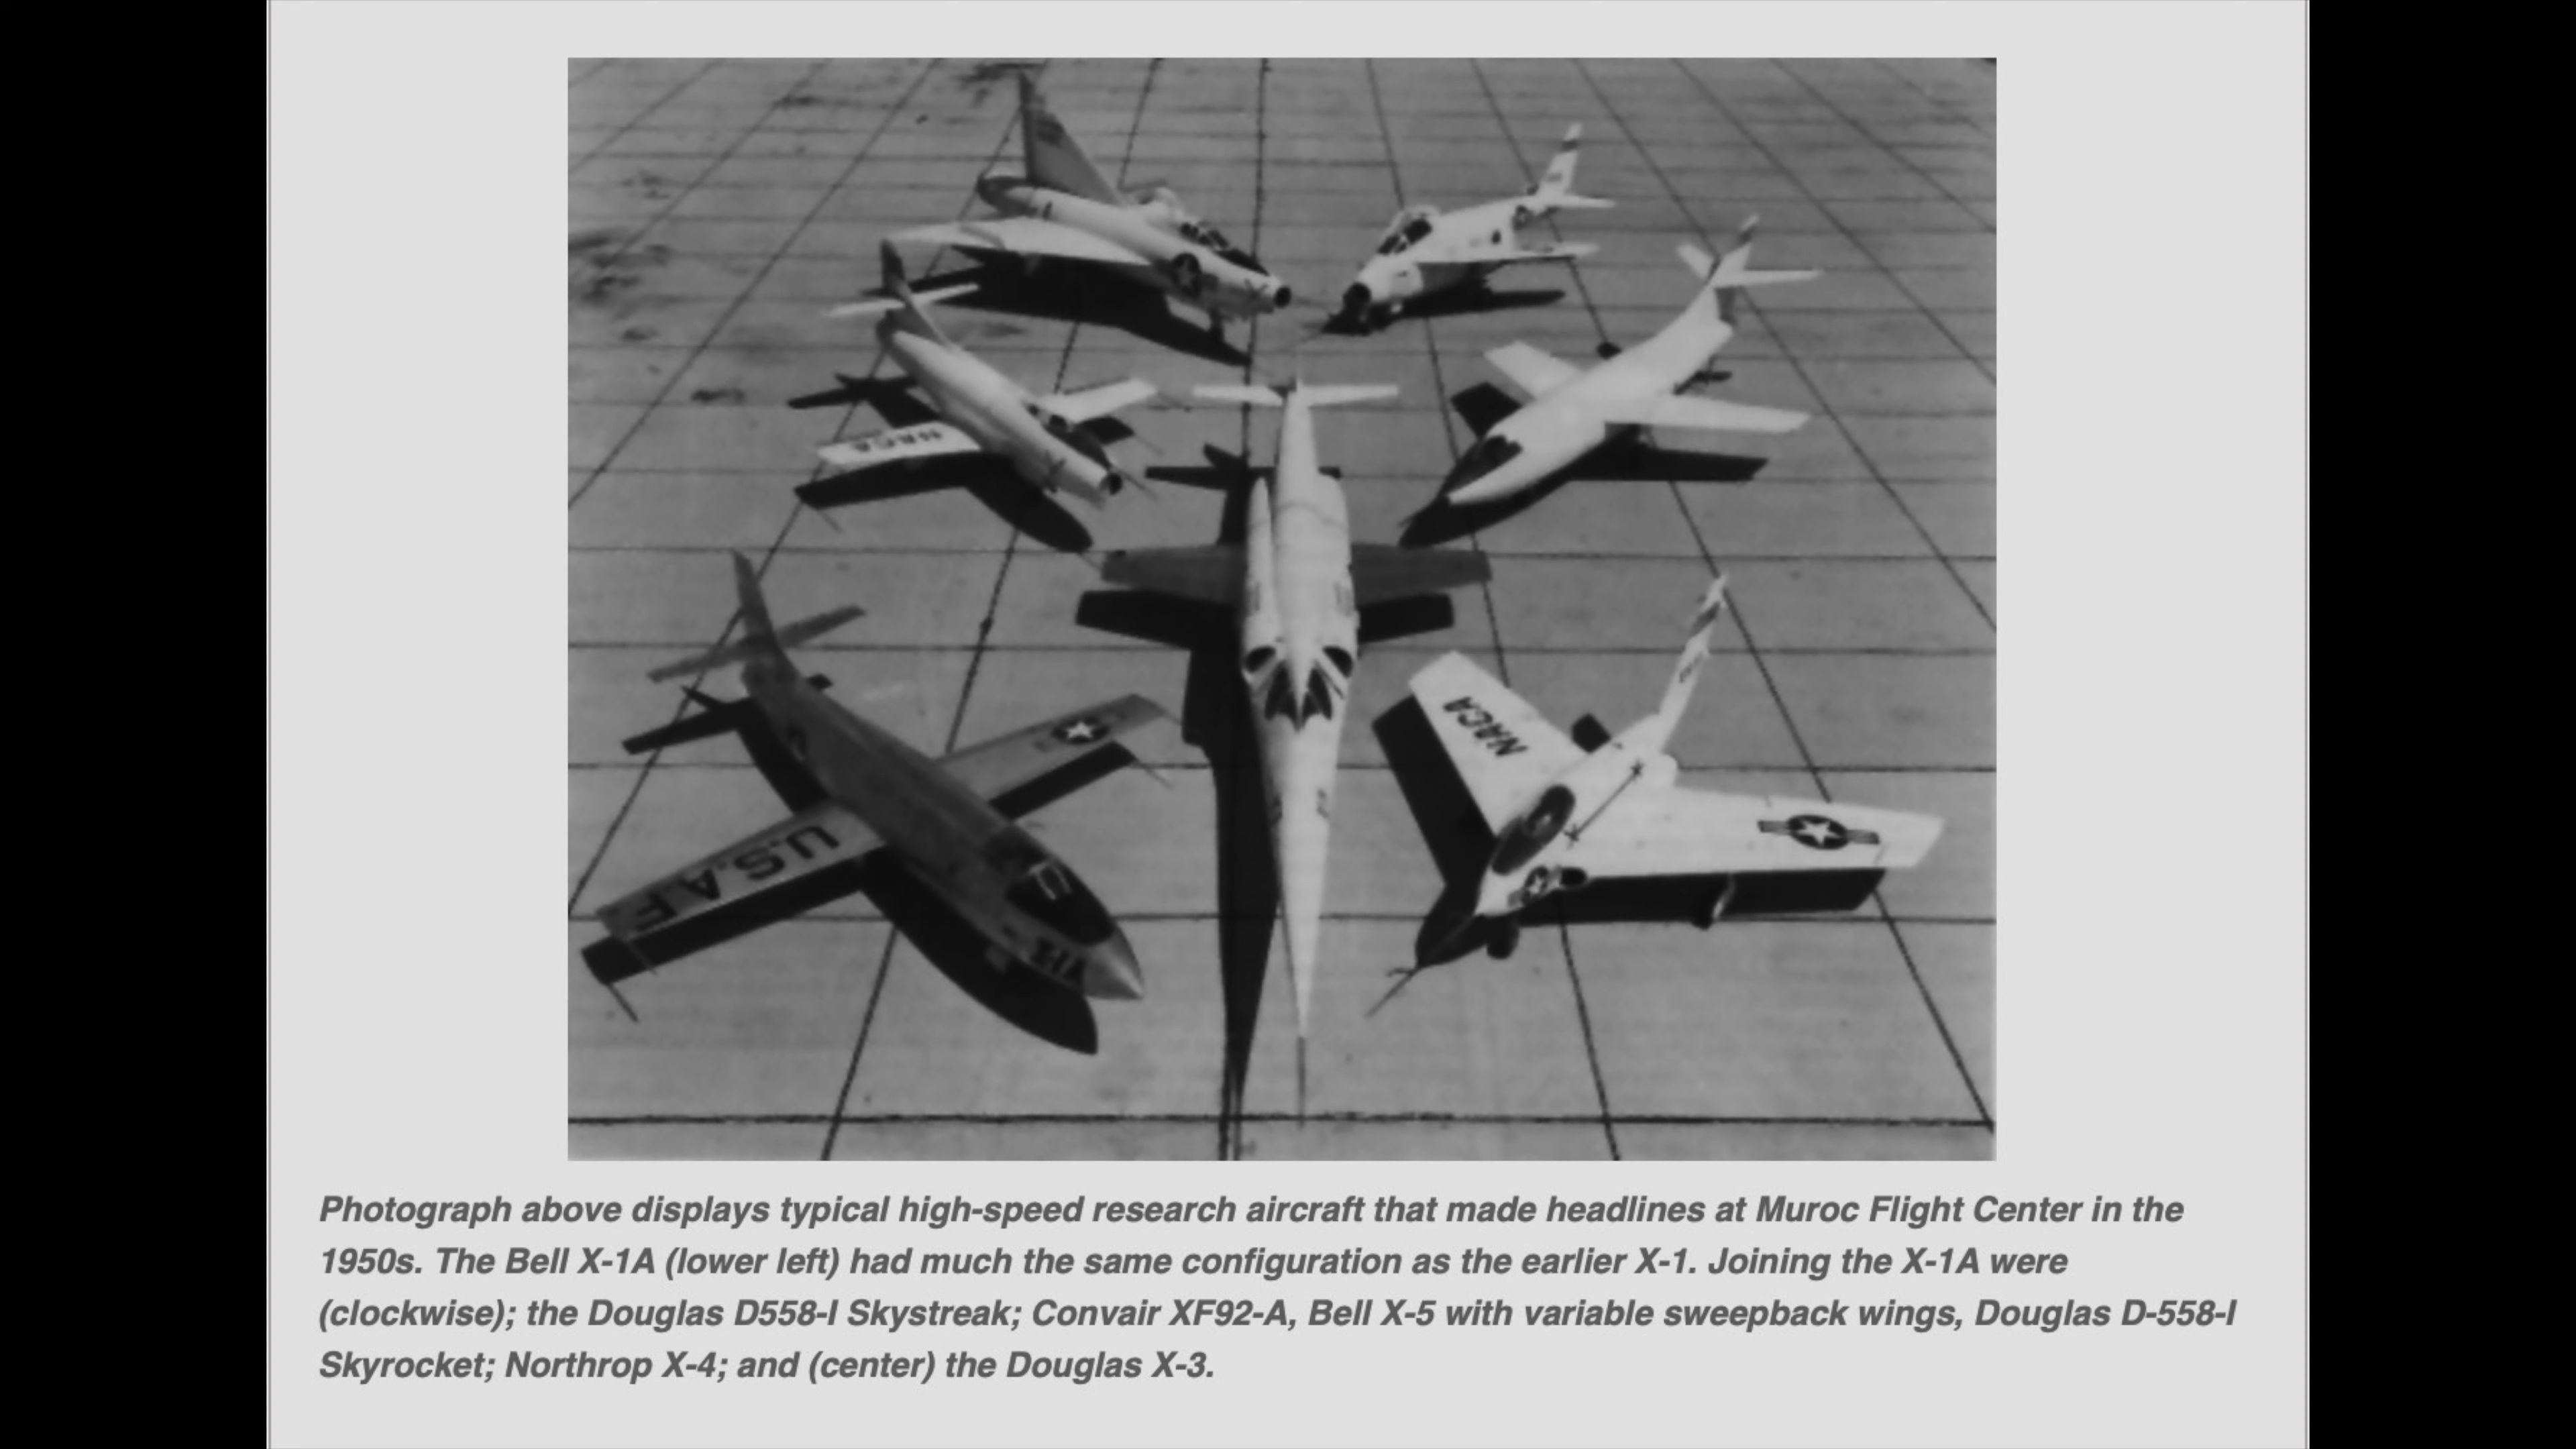 NACA
NACA
U.S.A.F.
Photograph above displays typical high-speed research aircraft that made headlines at Muroc Flight Center in the
1950s. The Bell X-1A (lower left) had much the same configuration as the earlier X-1. Joining the X-1A were
(clockwise); the Douglas D558-I Skystreak; Convair XF92-A, Bell X-5 with variable sweepback wings, Douglas D-558-I
Skyrocket; Northrop X-4; and (center) the Douglas X-3.